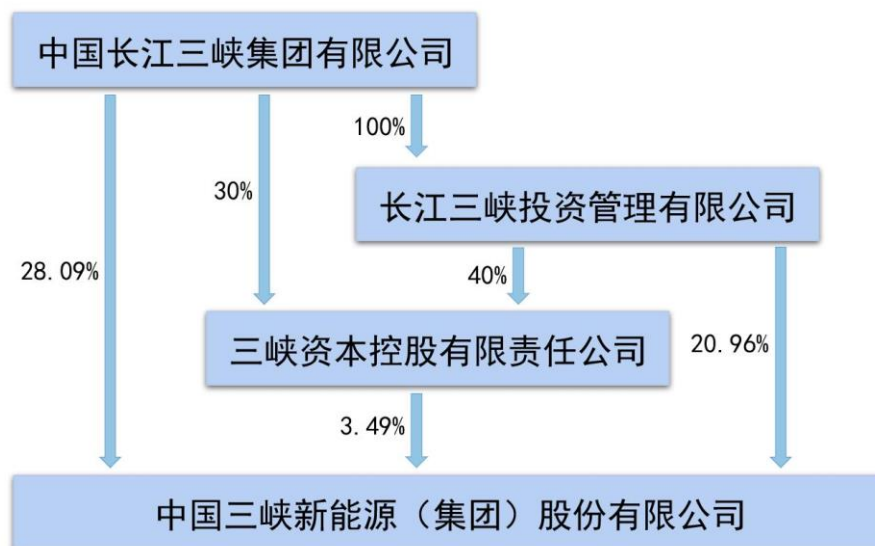 中国长江三峡集团有限公司
100%
30%
长江三峡投资管理有限公司
28.09%
40%
三峡资本控股有限责任公司
20.96%
3.49%
中国三峡新能源（集团）股份有限公司